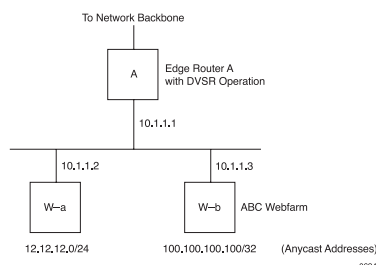 To Network Backbone
A
Edge Router A
with DVSR Operation
10.1.1.1
10.1.1.2
10.1.1.3
W–a
W–b
ABC Webfarm
12.12.12.0/24
100.100.100.100/32
(Anycast Addresses)